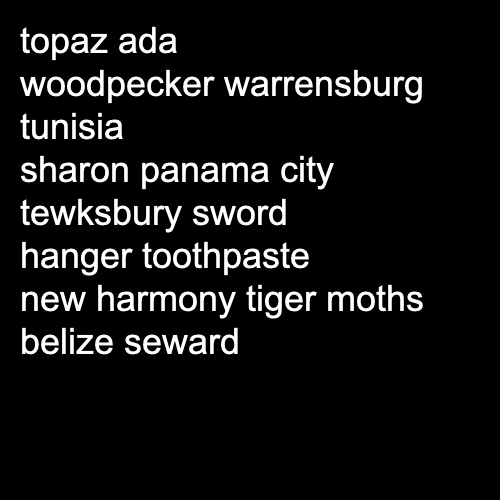 topaz ada
woodpecker warrensburg
tunisia
sharon panama city
tewksbury sword
hanger toothpaste
new harmony tiger moths
belize seward